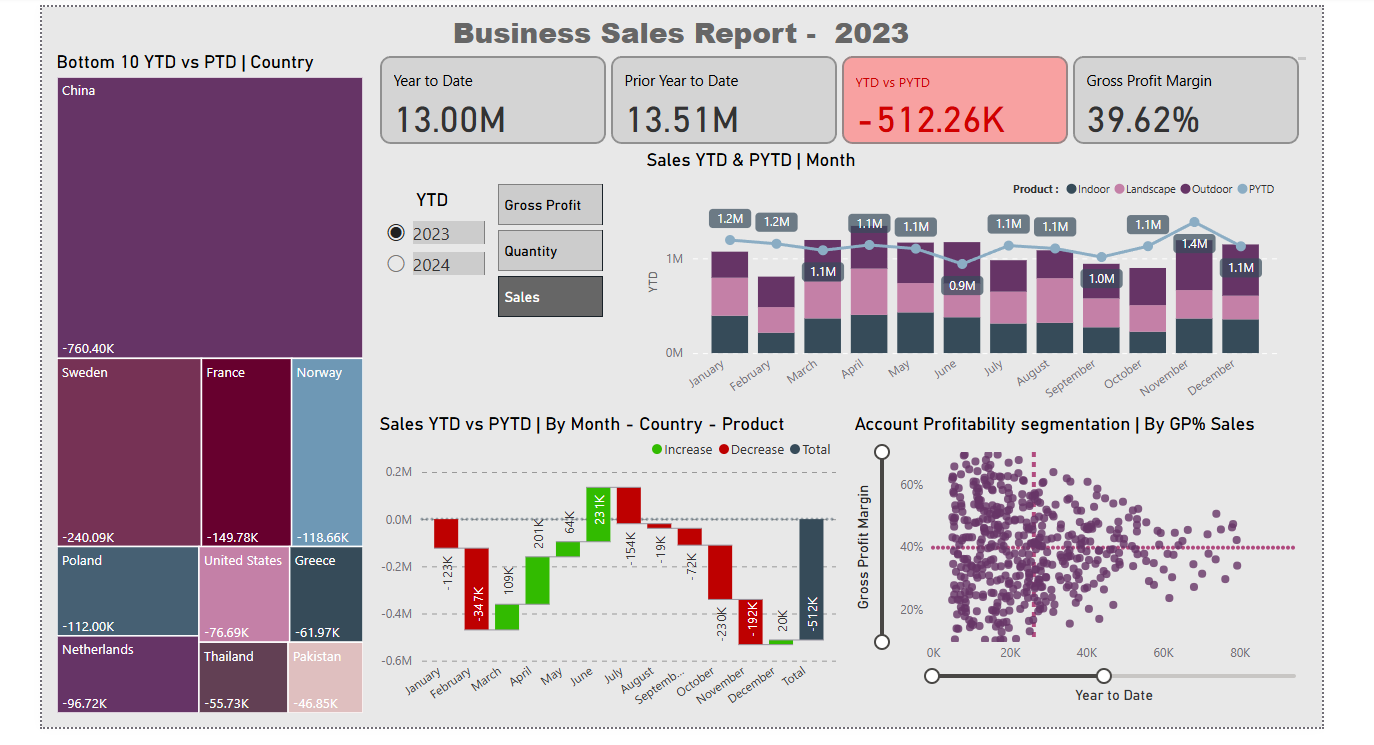 Business Sales Report -  2023
Bottom 10 YTD vs PTD | Country
China
-760.40K
Sweden
-240.09K
France
-149.78K
Norway
-118.66K
Poland
-112.00K
United States
-76.69K
Greece
-61.97K
Netherlands
-96.72K
Thailand
-55.73K
Pakistan
-46.85K
Year to Date
13.00M
Prior Year to Date
13.51M
YTD vs PYTD
-512.26K
Gross Profit Margin
39.62%
YTD
2023
2024
Gross Profit
Quantity
Sales
Sales YTD & PYTD | Month
Product : Indoor Landscape Outdoor PYTD
YTD
1M
0M
1.2M
1.2M
1.1M
1.1M
1.1M
0.9M
1.1M
1.1M
1.0M
1.1M
1.4M
1.1M
January
February
March
April
May
June
July
August
September
October
November
December
Sales YTD vs PYTD | By Month - Country - Product
Increase Decrease Total
0.2M
0.0M
-0.2M
-0.4M
-0.6M
-123K
-347K
109K
201K
64K
231K
-154K
-19K
-72K
-230K
-192K
20K
-512K
January
February
March
April
May
June
July
August
Septemb...
October
November
December
Total
Account Profitability segmentation | By GP% Sales
Gross Profit Margin
60%
40%
20%
0K
20K
40K
60K
80K
Year to Date